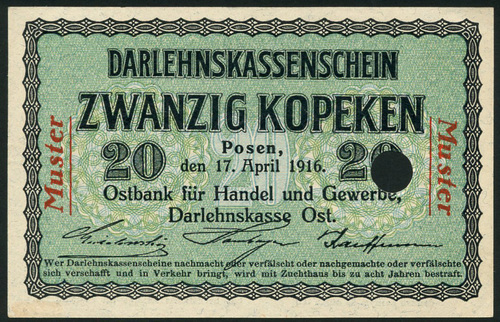 DARLEHNSKASSENSCHEIN
ZWANZIG KOPEKEN
Muster
Muster
Posen,
20
den 17. April 1916.
Ostbank für Handel und Gewerbe,
Darlehnskasse Ost.
Wer Darlehnskassenscheine nachmacht oder verfälscht oder nachgemachte oder verfälschte
sich verschafft und in Verkehr bringt, wird mit Zuchthaus bis zu acht Jahren bestraft.